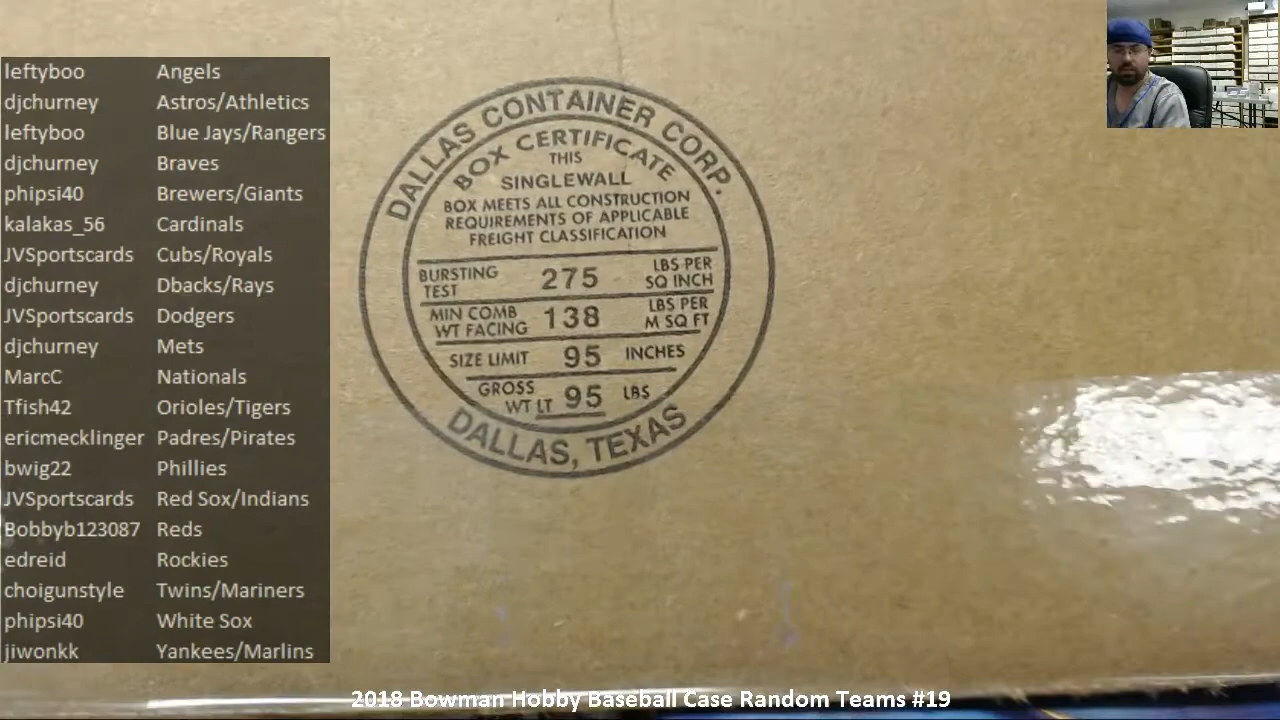 leftyboo Angels
djchurney Astros/Athletics
leftyboo Blue Jays/Rangers
djchurney Braves
phipsi40 Brewers/Giants
kalakas_56 Cardinals
JVSportscards Cubs/Royals
djchurney Dbacks/Rays
JVSportscards Dodgers
djchurney Mets
MarcC Nationals
Tfish42 Orioles/Tigers
ericmecklinger Padres/Pirates
bwig22 Phillies
JVSportscards Red Sox/Indians
Bobbyb123087 Reds
edreid Rockies
choigunstyle Twins/Mariners
phipsi40 White Sox
jiwonkk Yankees/Marlins
DALLAS CONTAINER CORP.
BOX CERTIFICATE
THIS
SINGLEWALL
BOX MEETS ALL CONSTRUCTION
REQUIREMENTS OF APPLICABLE
FREIGHT CLASSIFICATION
BURSTING TEST 275 LBS PER SQ INCH
MIN COMB WT FACING 138 LBS PER M SQ FT
SIZE LIMIT 95 INCHES
GROSS WT LT 95 LBS
DALLAS, TEXAS
2018 Bowman Hobby Baseball Case Random Teams #19